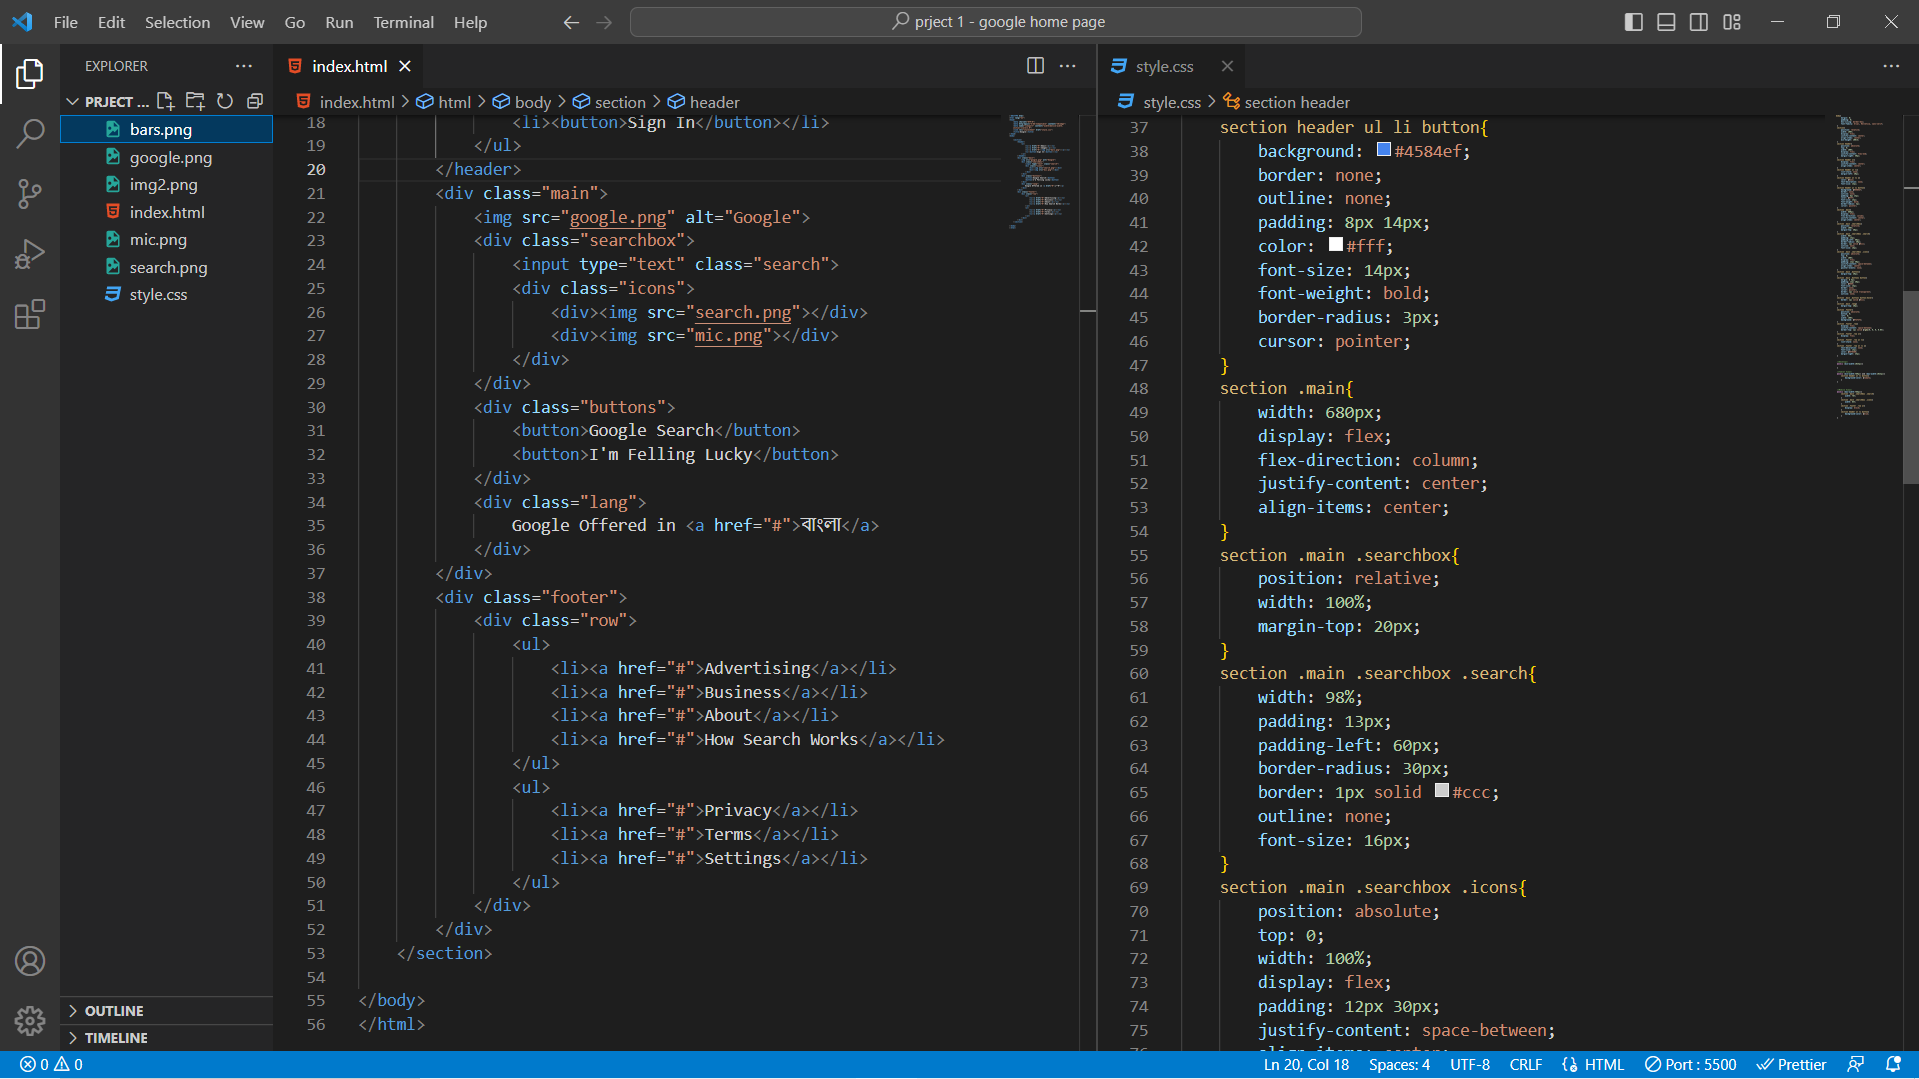 File Edit Selection View Go Run Terminal Help
prject 1 - google home page
EXPLORER
PRJECT ...
bars.png
google.png
img2.png
index.html
mic.png
search.png
style.css
OUTLINE
TIMELINE
index.html
index.html > html > body > section > header
18 <li><button>Sign In</button></li>
19 </ul>
20 </header>
21 <div class="main">
22 <img src="google.png" alt="Google">
23 <div class="searchbox">
24 <input type="text" class="search">
25 <div class="icons">
26 <div><img src="search.png"></div>
27 <div><img src="mic.png"></div>
28 </div>
29 </div>
30 <div class="buttons">
31 <button>Google Search</button>
32 <button>I'm Felling Lucky</button>
33 </div>
34 <div class="lang">
35 Google Offered in <a href="#">বাংলা</a>
36 </div>
37 </div>
38 <div class="footer">
39 <div class="row">
40 <ul>
41 <li><a href="#">Advertising</a></li>
42 <li><a href="#">Business</a></li>
43 <li><a href="#">About</a></li>
44 <li><a href="#">How Search Works</a></li>
45 </ul>
46 <ul>
47 <li><a href="#">Privacy</a></li>
48 <li><a href="#">Terms</a></li>
49 <li><a href="#">Settings</a></li>
50 </ul>
51 </div>
52 </div>
53 </section>
54
55 </body>
56 </html>
style.css
style.css > section header
37 section header ul li button{
38 background: #4584ef;
39 border: none;
40 outline: none;
41 padding: 8px 14px;
42 color: #fff;
43 font-size: 14px;
44 font-weight: bold;
45 border-radius: 3px;
46 cursor: pointer;
47 }
48 section .main{
49 width: 680px;
50 display: flex;
51 flex-direction: column;
52 justify-content: center;
53 align-items: center;
54 }
55 section .main .searchbox{
56 position: relative;
57 width: 100%;
58 margin-top: 20px;
59 }
60 section .main .searchbox .search{
61 width: 98%;
62 padding: 13px;
63 padding-left: 60px;
64 border-radius: 30px;
65 border: 1px solid #ccc;
66 outline: none;
67 font-size: 16px;
68 }
69 section .main .searchbox .icons{
70 position: absolute;
71 top: 0;
72 width: 100%;
73 display: flex;
74 padding: 12px 30px;
75 justify-content: space-between;
0 0
Ln 20, Col 18 Spaces: 4 UTF-8 CRLF HTML Port : 5500 Prettier